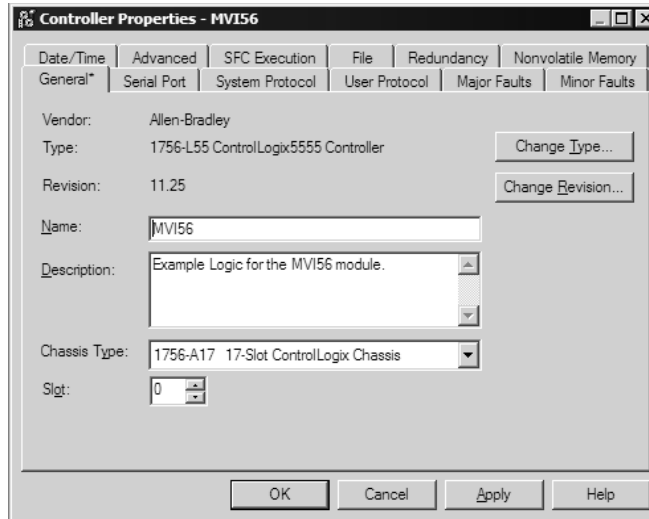 Controller Properties - MVI56
Date/Time Advanced SFC Execution File Redundancy Nonvolatile Memory
General* Serial Port System Protocol User Protocol Major Faults Minor Faults
Vendor: Allen-Bradley
Type: 1756-L55 ControlLogix5555 Controller Change Type...
Revision: 11.25 Change Revision...
Name: MVI56
Description: Example Logic for the MVI56 module.
Chassis Type: 1756-A17 17-Slot ControlLogix Chassis
Slot: 0
OK Cancel Apply Help